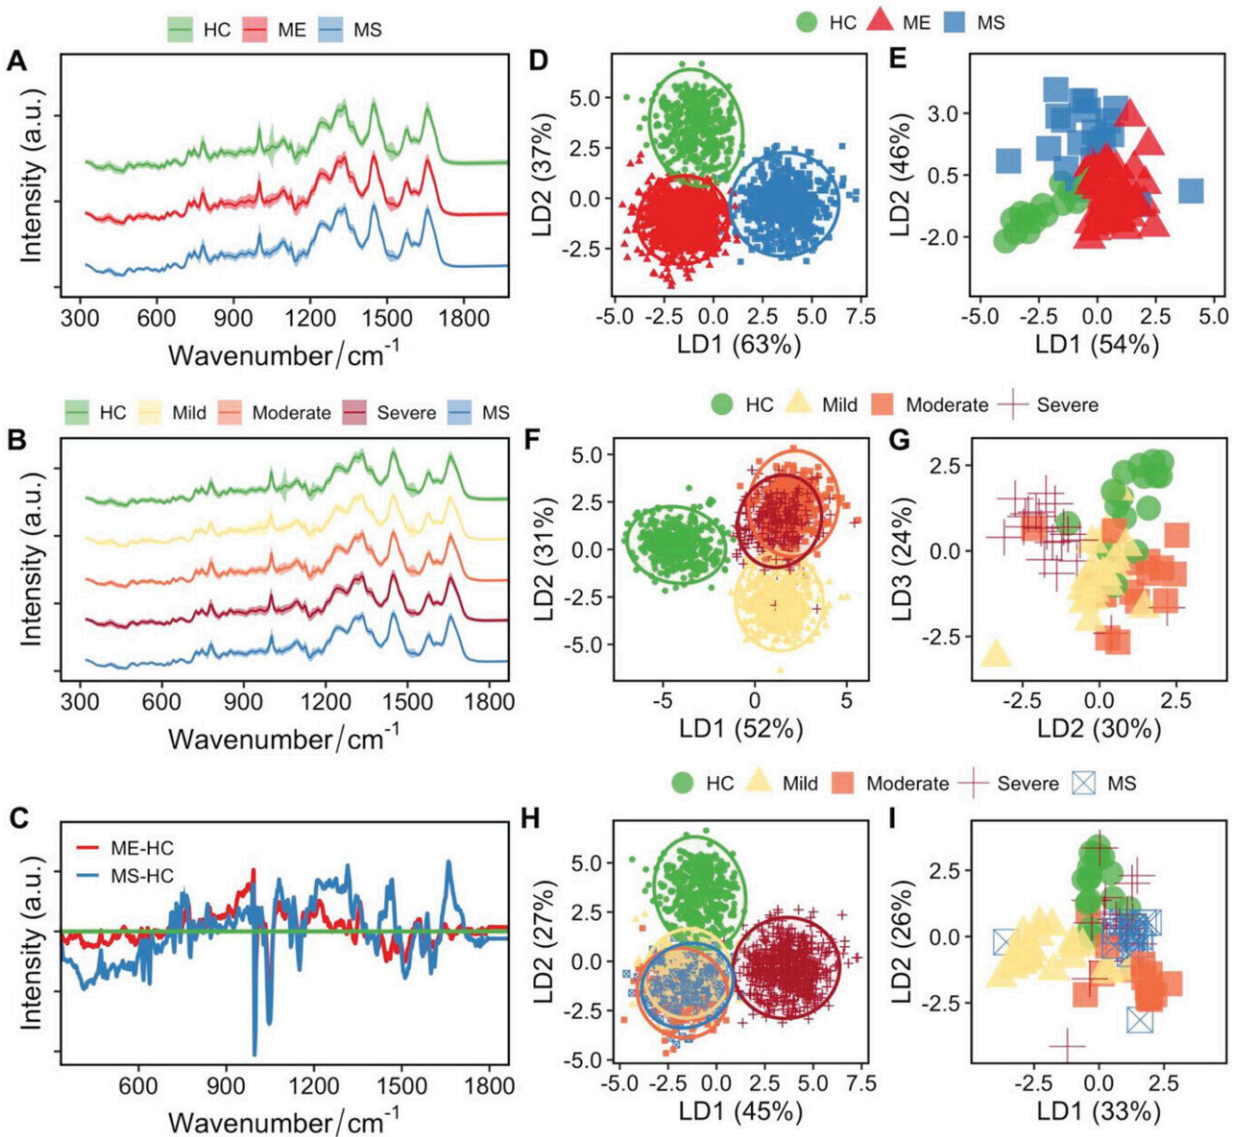 HC ME MS
HC ME MS
A
Intensity (a.u.)
300 600 900 1200 1500 1800
Wavenumber/cm⁻¹
D
LD2 (37%)
5.0
2.5
0.0
-2.5
-5.0 -2.5 0.0 2.5 5.0 7.5
LD1 (63%)
E
LD2 (46%)
3.0
0.5
-2.0
-5.0 -2.5 0.0 2.5 5.0
LD1 (54%)
HC Mild Moderate Severe MS
HC Mild Moderate Severe
B
Intensity (a.u.)
300 600 900 1200 1500 1800
Wavenumber/cm⁻¹
F
LD2 (31%)
5.0
2.5
0.0
-2.5
-5.0
-5 0 5
LD1 (52%)
G
LD3 (24%)
2.5
0.0
-2.5
-2.5 0.0 2.5
LD2 (30%)
HC Mild Moderate Severe MS
C
ME-HC
MS-HC
Intensity (a.u.)
600 900 1200 1500 1800
Wavenumber/cm⁻¹
H
LD2 (27%)
5.0
2.5
0.0
-2.5
-5.0
-5.0 -2.5 0.0 2.5 5.0 7.5
LD1 (45%)
I
LD2 (26%)
2.5
0.0
-2.5
-2.5 0.0 2.5
LD1 (33%)